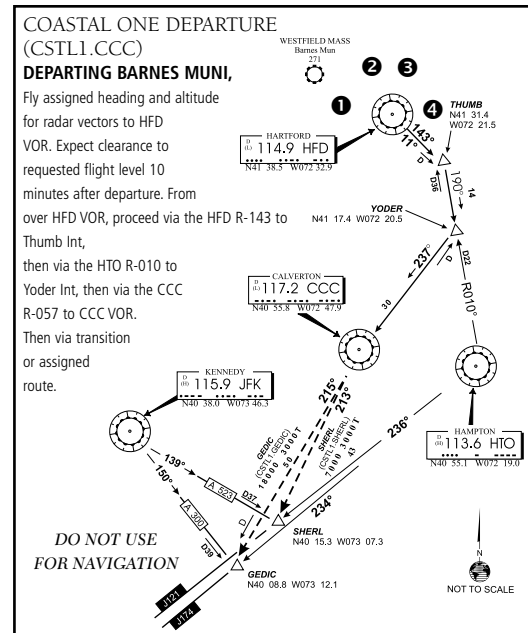 COASTAL ONE DEPARTURE
(CSTL1.CCC)
DEPARTING BARNES MUNI,
Fly assigned heading and altitude
for radar vectors to HFD
VOR. Expect clearance to
requested flight level 10
minutes after departure. From
over HFD VOR, proceed via the HFD R-143 to
Thumb Int,
then via the HTO R-010 to
Yoder Int, then via the CCC
R-057 to CCC VOR.
Then via transition
or assigned
route.
WESTFIELD MASS
Barnes Mun
271
1
2
3
4
THUMB
N41 31.4
W072 21.5
HARTFORD
D
(L) 114.9 HFD
N41 38.5 W072 32.9
143°
11°
D
D36
190°
14
YODER
N41 17.4 W072 20.5
237°
D
30
D22
R010°
CALVERTON
D
(L) 117.2 CCC
N40 55.8 W072 47.9
KENNEDY
D
(H) 115.9 JFK
N40 38.0 W073 46.3
HAMPTON
D
(H) 113.6 HTO
N40 55.1 W072 19.0
215°
213°
GEDIC
(CSTL1.GEDIC)
18000 3000T
50
SHERL
(CSTL1.SHERL)
7000 3000T
43
236°
234°
139°
A 523
D37
150°
A 300
D39
D
SHERL
N40 15.3 W073 07.3
GEDIC
N40 08.8 W073 12.1
J121
J174
DO NOT USE
FOR NAVIGATION
N
NOT TO SCALE